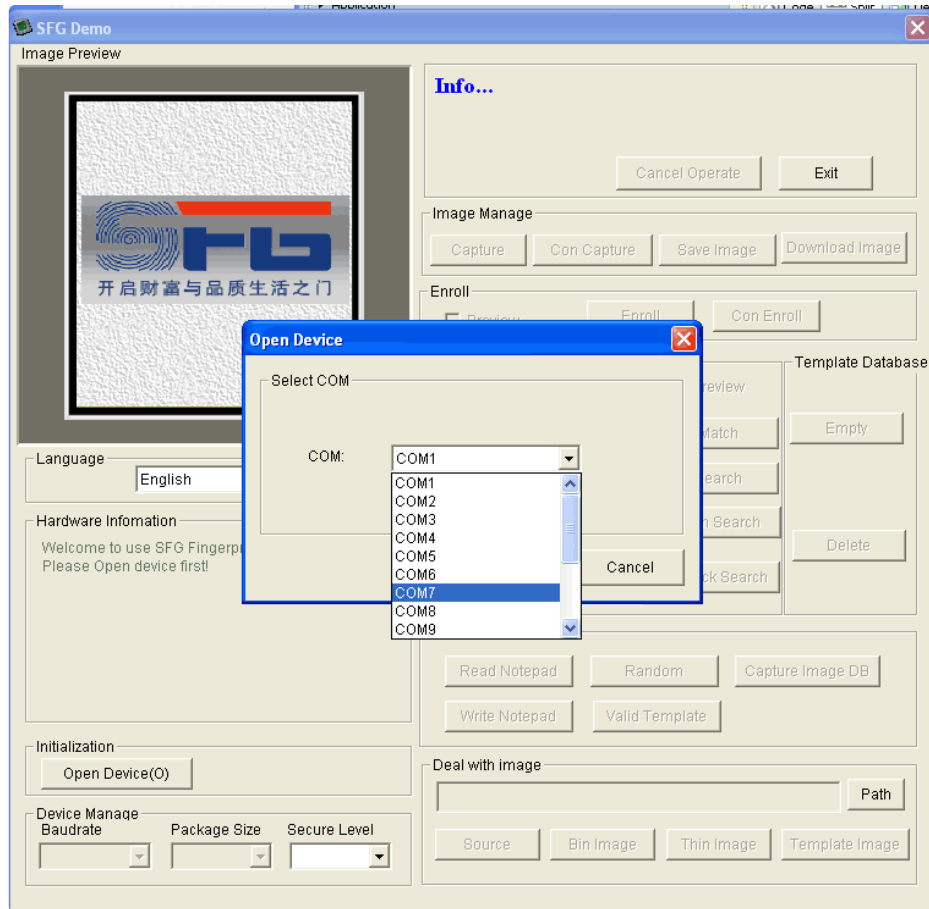 Application
SFG Demo
Image Preview
Info...
Cancel Operate
Exit
Image Manage
Capture
Con Capture
Save Image
Download Image
开启财富与品质生活之门
Enroll
Preview
Enroll
Con Enroll
Open Device
Select COM
COM:
COM1
COM1
COM2
COM3
COM4
COM5
COM6
COM7
COM8
COM9
Cancel
Template Database
Empty
Delete
Search
Search
Language
English
Hardware Infomation
Welcome to use SFG
Please Open device first!
Read Notepad
Random
Capture Image DB
Write Notepad
Valid Template
Initialization
Open Device(O)
Deal with image
Path
Device Manage
Baudrate
Package Size
Secure Level
Source
Bin Image
Thin Image
Template Image